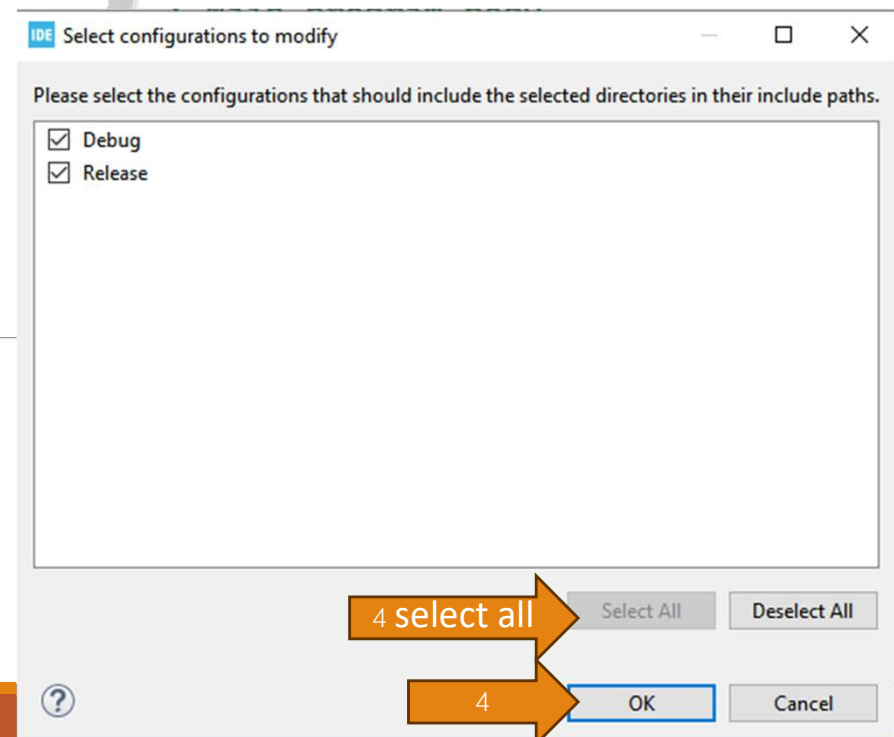 IDE Select configurations to modify
Please select the configurations that should include the selected directories in their include paths.
Debug
Release
4 select all
Select All
Deselect All
4
OK
Cancel